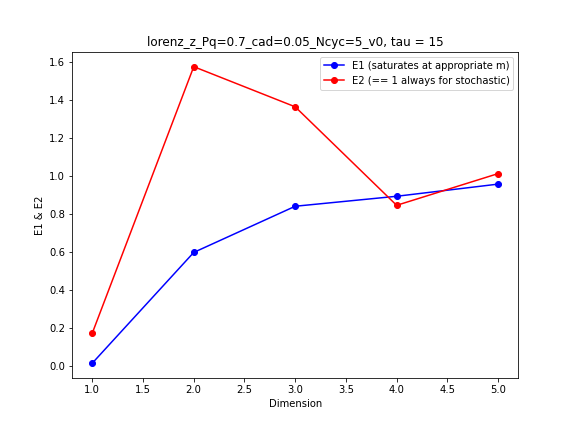 lorenz_z_Pq=0.7_cad=0.05_Ncyc=5_v0, tau = 15
E1 (saturates at appropriate m)
E2 (== 1 always for stochastic)
1.6
1.4
1.2
1.0
0.8
0.6
0.4
0.2
0.0
E1 & E2
1.0 1.5 2.0 2.5 3.0 3.5 4.0 4.5 5.0
Dimension